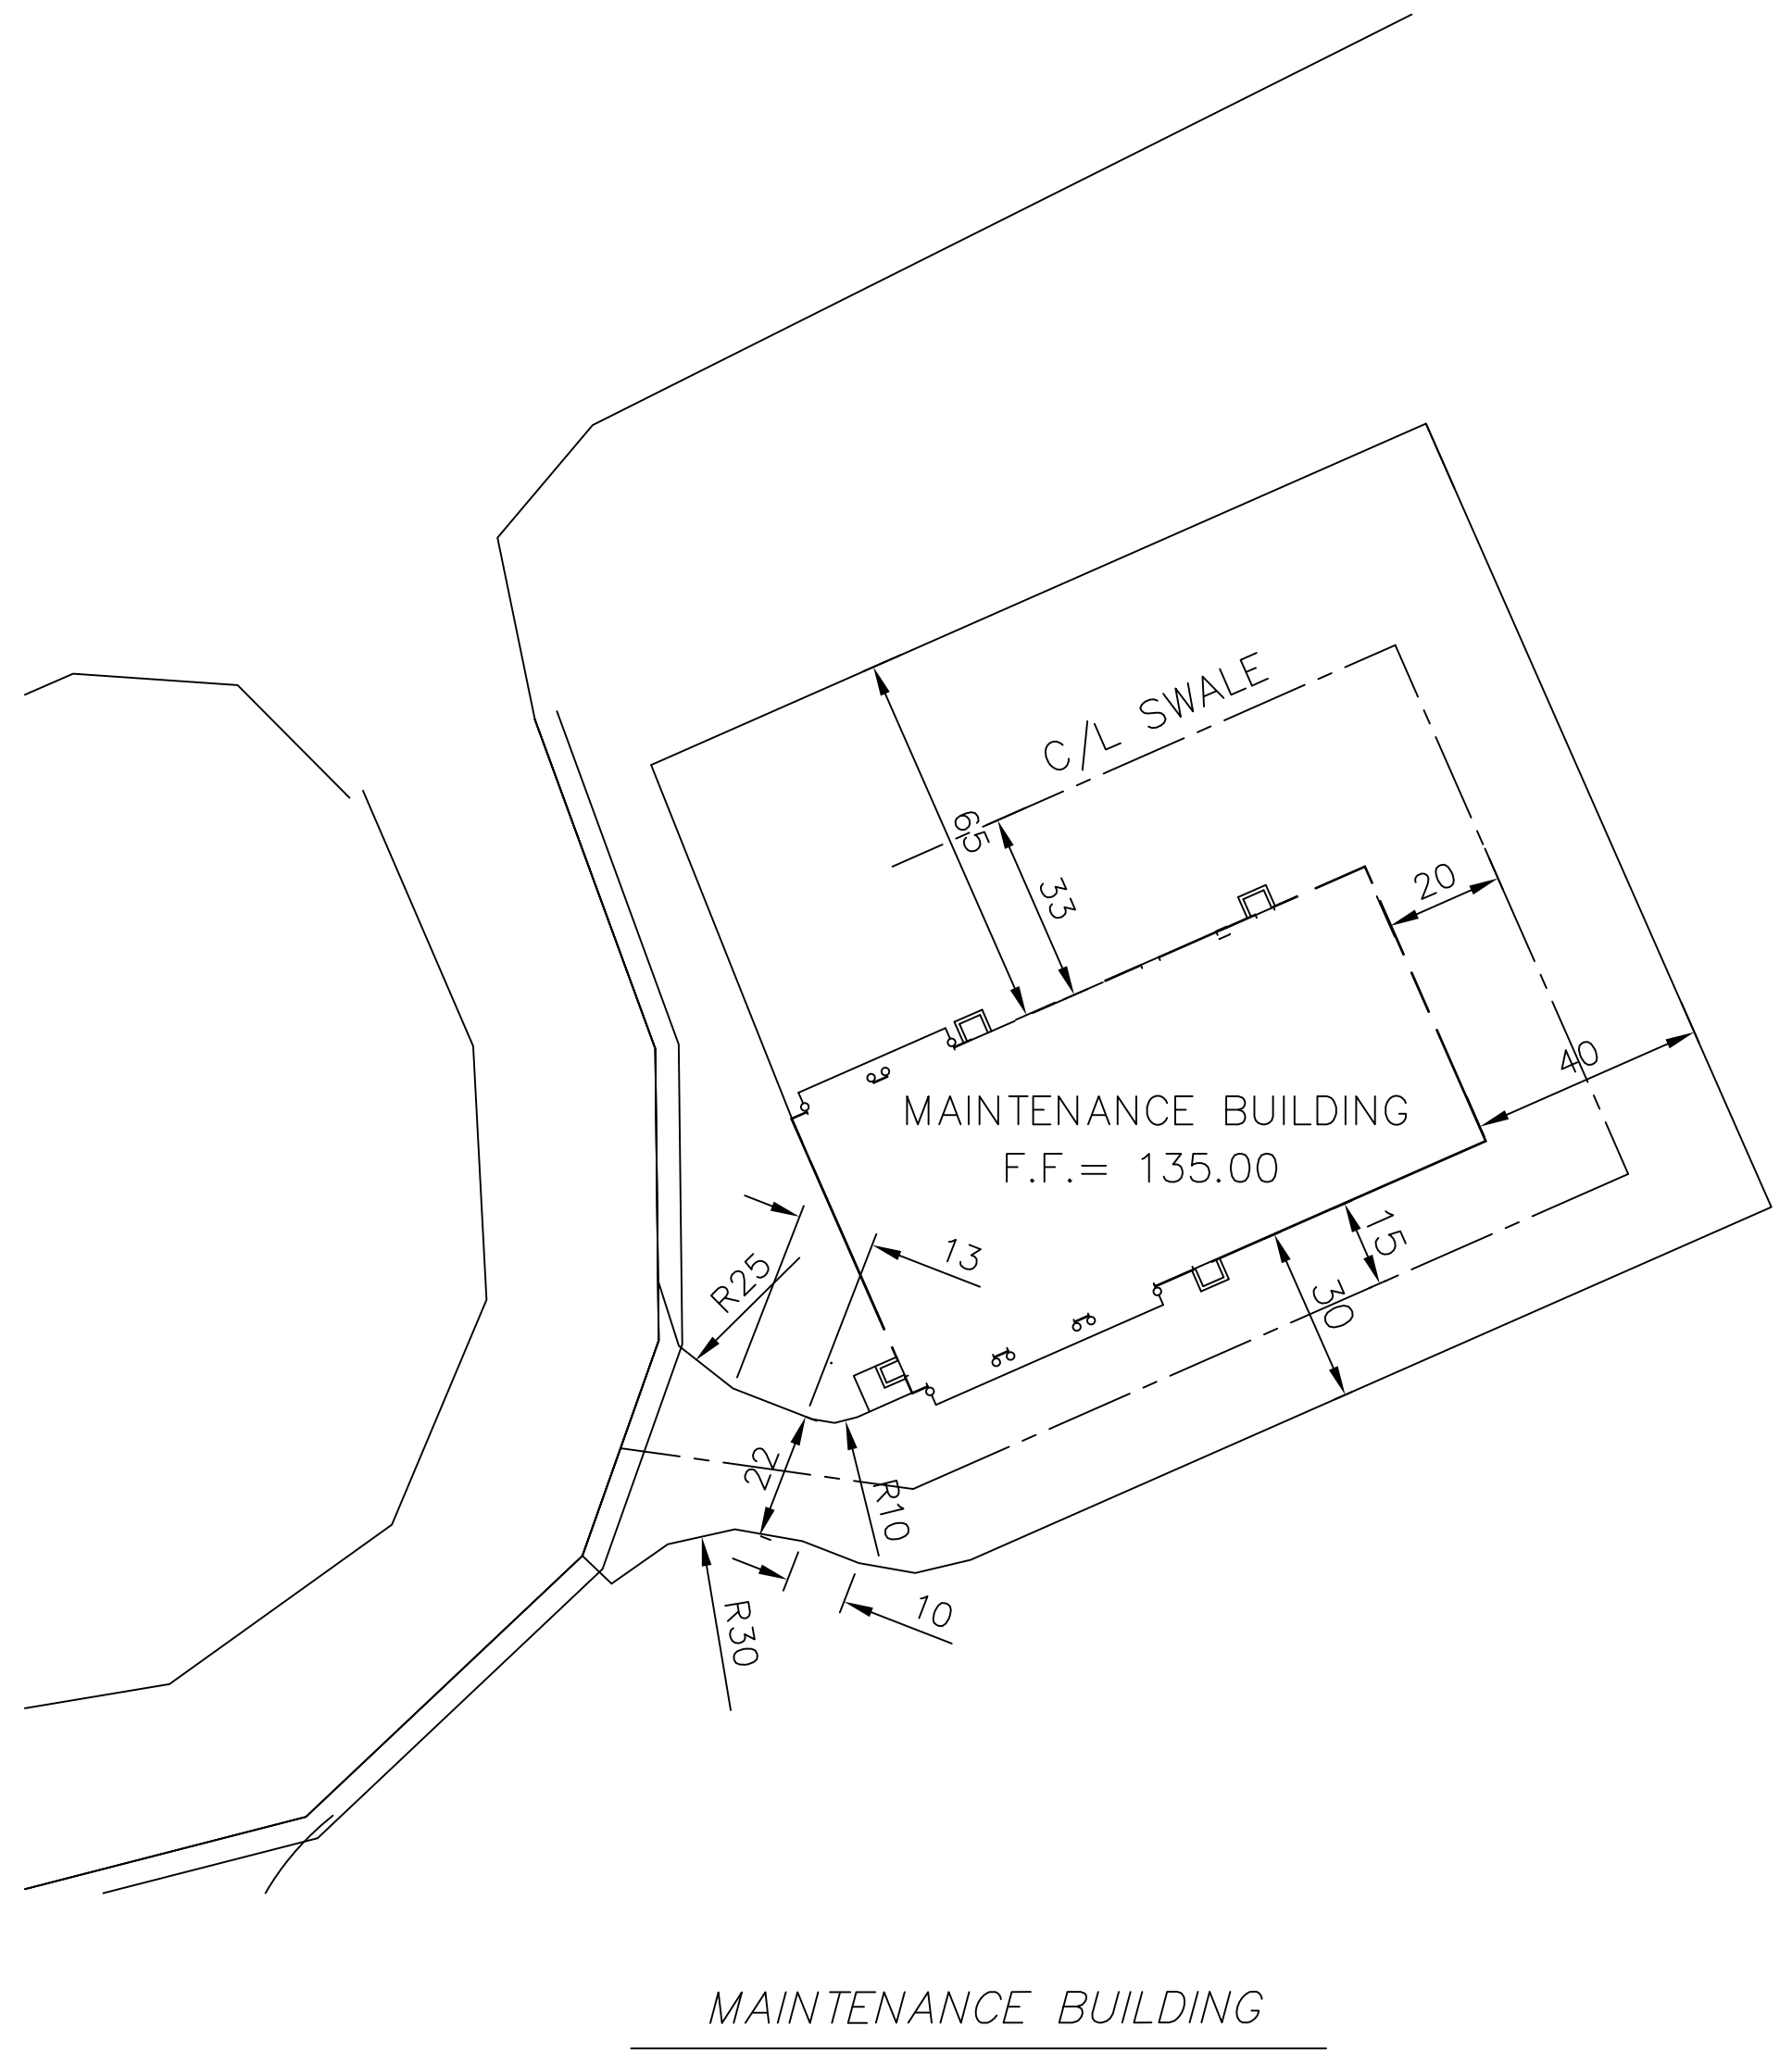 C/L SWALE
65
33
20
40
MAINTENANCE BUILDING
F.F.= 135.00
15
13
R25
30
22
R10
10
R30
MAINTENANCE BUILDING